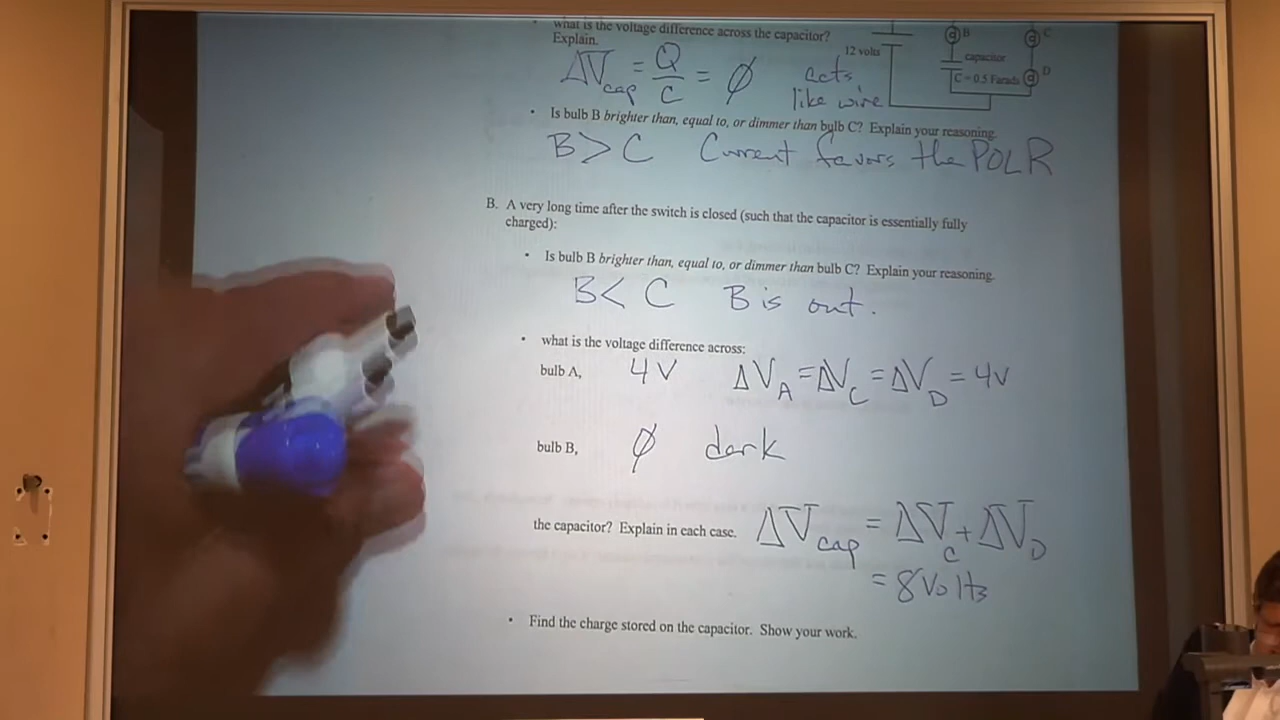 what is the voltage difference across the capacitor?
Explain.
ΔV_cap = Q/C = ∅ acts like wire
12 volts
B
C
capacitor
C = 0.5 Farads
D
• Is bulb B brighter than, equal to, or dimmer than bulb C? Explain your reasoning.
B > C Current favors the POLR
B. A very long time after the switch is closed (such that the capacitor is essentially fully
charged):
• Is bulb B brighter than, equal to, or dimmer than bulb C? Explain your reasoning.
B < C B is out.
• what is the voltage difference across:
bulb A, 4V ΔV_A = ΔV_C = ΔV_D = 4V
bulb B, ∅ dark
the capacitor? Explain in each case. ΔV_cap = ΔV_C + ΔV_D
= 8 Volts
• Find the charge stored on the capacitor. Show your work.